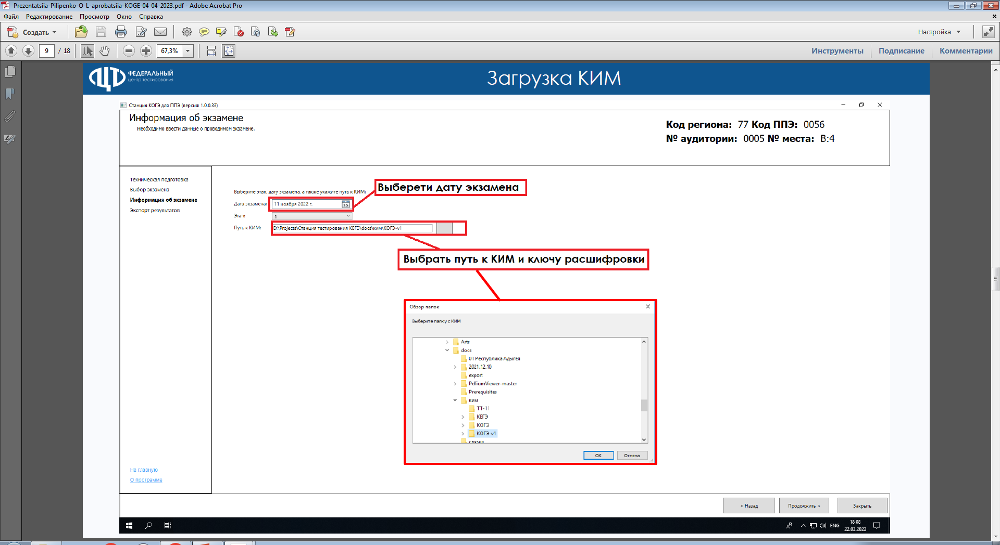 Prezentatsiia-Pilipenko-O-L-aprobatsiia-KOGE-04-04-2023.pdf - Adobe Acrobat Pro
Файл Редактирование Просмотр Окно Справка
Создать
Настройка
9 / 18
67,3%
Инструменты Подписание Комментарии
ФЕДЕРАЛЬНЫЙ
центр тестирования
Загрузка КИМ
Станция КОГЭ для ППЭ (версия: 1.0.0.33)
Информация об экзамене
Необходимо ввести данные о проводимом экзамене.
Код региона: 77 Код ППЭ: 0056
№ аудитории: 0005 № места: В:4
Техническая подготовка
Выбор экзамена
Информация об экзамене
Экспорт результатов
Выберите этап, дату экзамена, а также укажите путь к КИМ:
Выберети дату экзамена
Дата экзамена: 11 ноября 2022 г. 15
Этап: 1
Путь к КИМ: D:\Projects\Станция тестирования КЕГЭ\docs\ким\КОГЭ-v1
Выбрать путь к КИМ и ключу расшифровки
Обзор папок
Выберите папку с КИМ
Arts
docs
01 Республика Адыгея
2021.12.10
export
PdfiumViewer-master
Prerequisites
ким
ТТ-11
КЕГЭ
КОГЭ
КОГЭ-v1
связки
ОК Отмена
На главную
О программе
< Назад Продолжить > Закрыть
ENG
18:08
22.03.2023